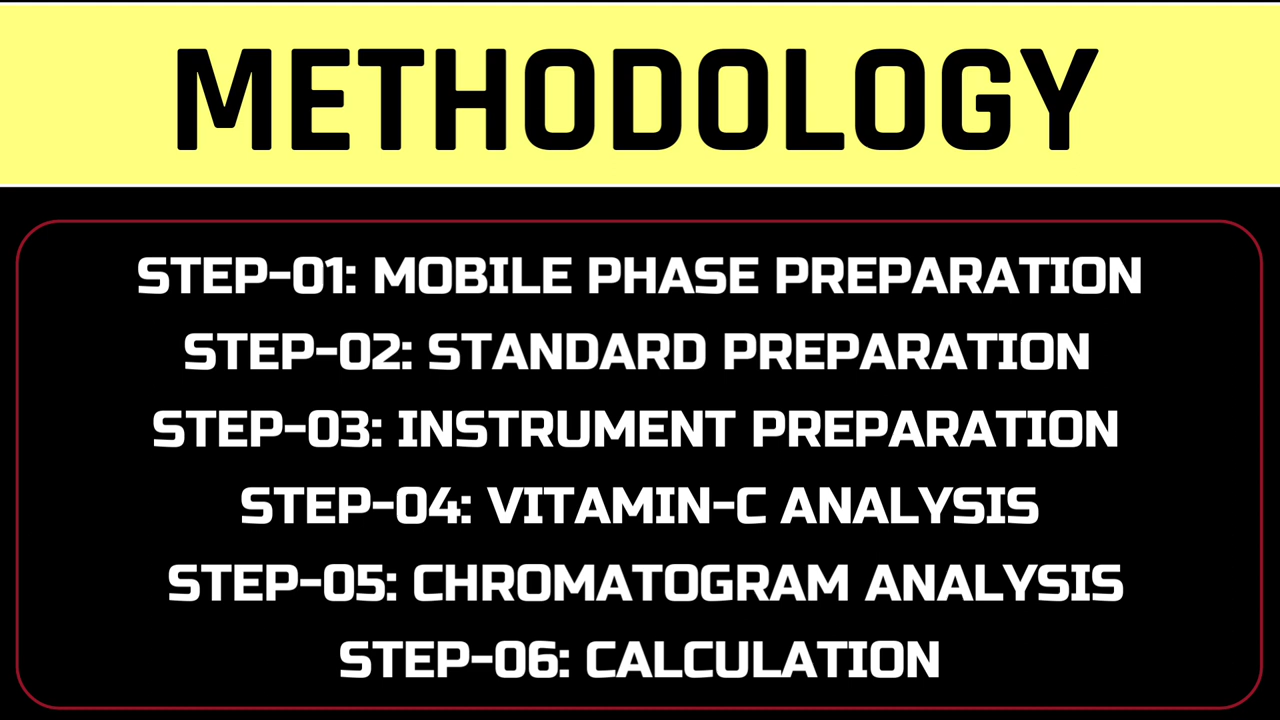 METHODOLOGY
STEP-01: MOBILE PHASE PREPARATION
STEP-02: STANDARD PREPARATION
STEP-03: INSTRUMENT PREPARATION
STEP-04: VITAMIN-C ANALYSIS
STEP-05: CHROMATOGRAM ANALYSIS
STEP-06: CALCULATION